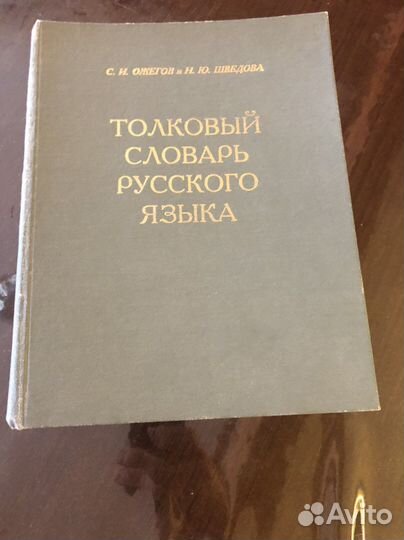 С. И. ОЖЕГОВ и Н. Ю. ШВЕДОВА
ТОЛКОВЫЙ
СЛОВАРЬ
РУССКОГО
ЯЗЫКА
Avito